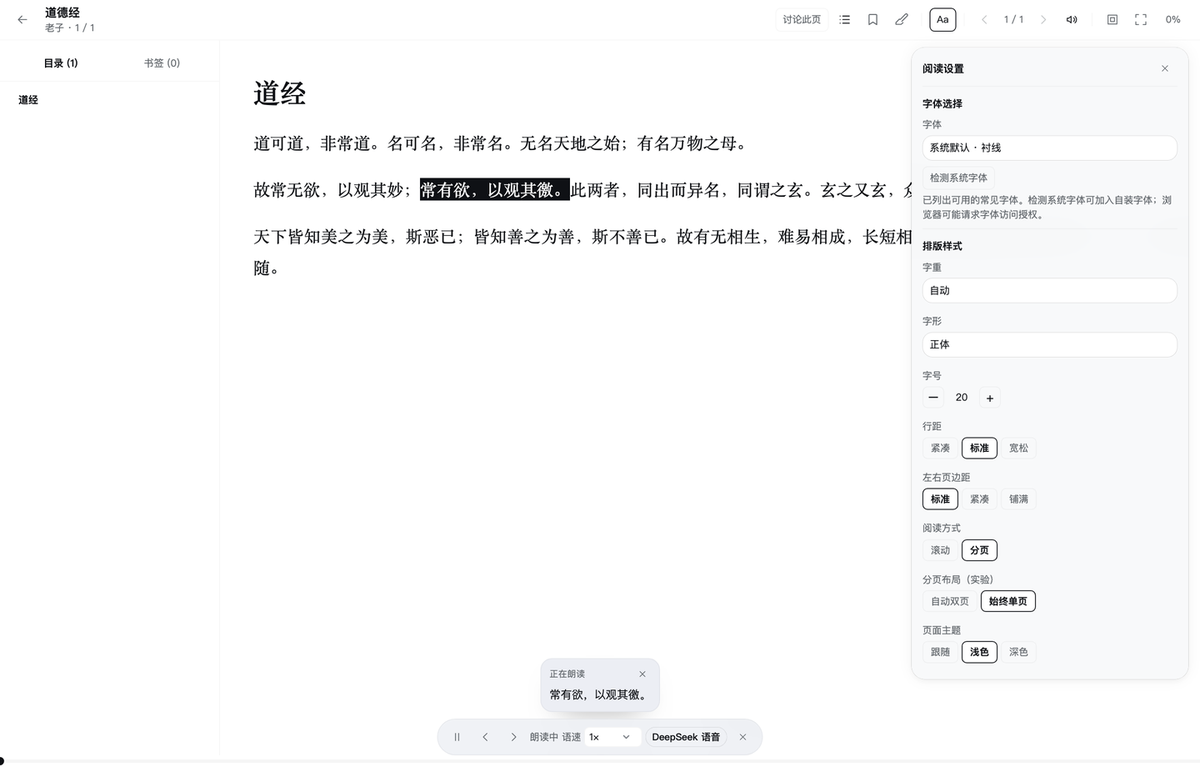 道德经
老子 · 1 / 1
讨论此页
Aa
1 / 1
0%
目录 (1)
书签 (0)
道经
道经
道可道，非常道。名可名，非常名。无名天地之始；有名万物之母。
故常无欲，以观其妙；常有欲，以观其徼。此两者，同出而异名，同谓之玄。玄之又玄，
天下皆知美之为美，斯恶已；皆知善之为善，斯不善已。故有无相生，难易相成，长短相
随。
阅读设置
字体选择
字体
系统默认 · 衬线
检测系统字体
已列出可用的常见字体。检测系统字体可加入自装字体；浏
览器可能请求字体访问授权。
排版样式
字重
自动
字形
正体
字号
— 20 +
行距
紧凑 标准 宽松
左右页边距
标准 紧凑 铺满
阅读方式
滚动 分页
分页布局（实验）
自动双页 始终单页
页面主题
跟随 浅色 深色
正在朗读
常有欲，以观其徼。
朗读中 语速 1x DeepSeek 语音